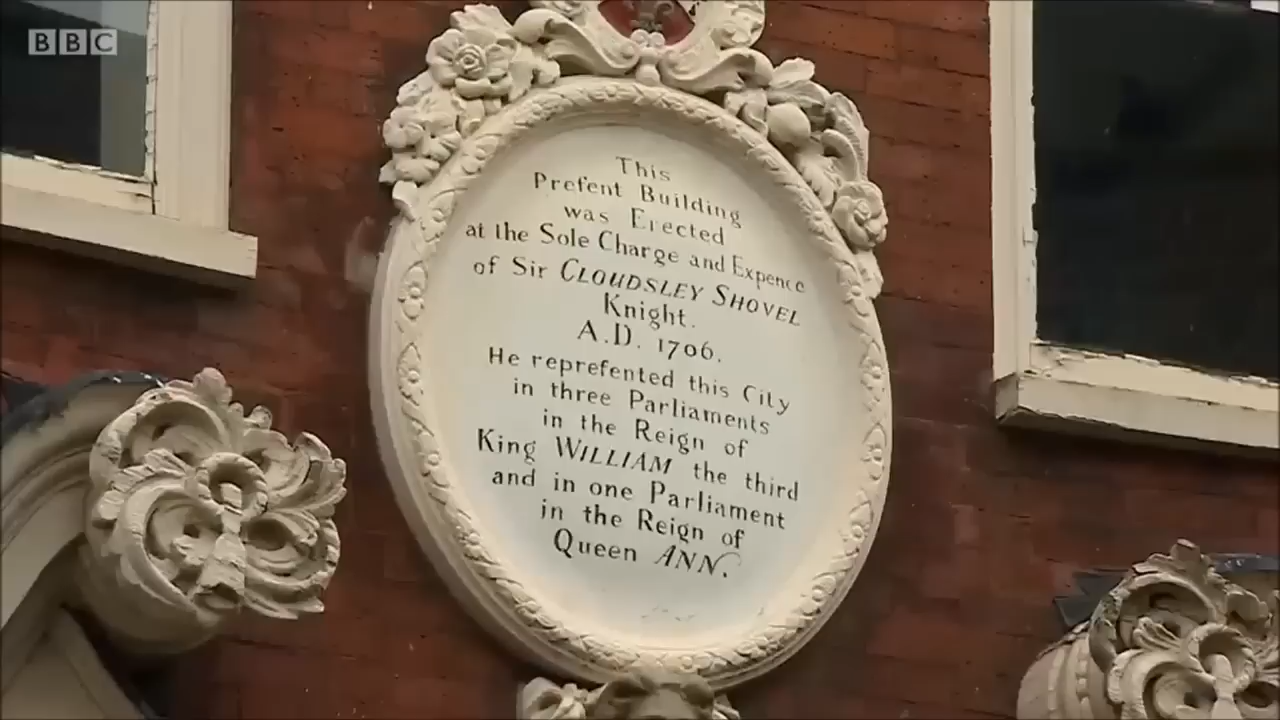 BBC
This
Preſent Building
was Erected
at the Sole Charge and Expence
of Sir CLOUDSLEY SHOVEL
Knight.
A.D. 1706.
He repreſented this City
in three Parliaments
in the Reign of
King WILLIAM the third
and in one Parliament
in the Reign of
Queen ANN.